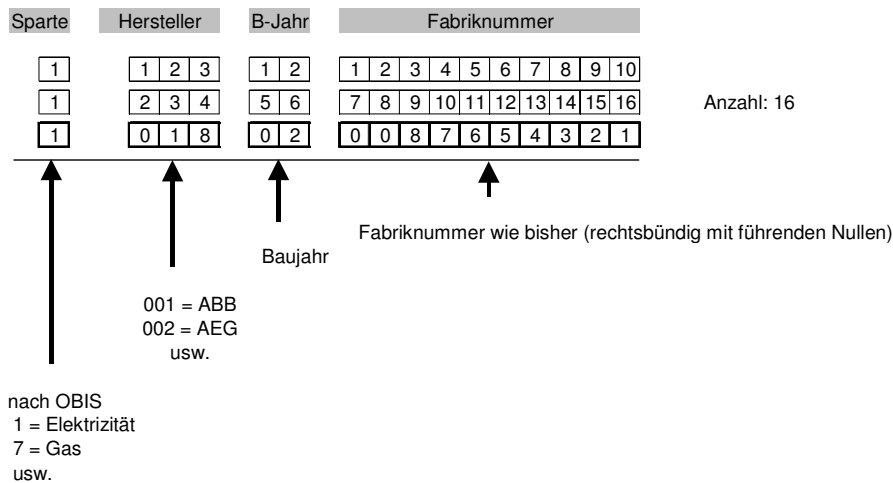 Sparte Hersteller B-Jahr Fabriknummer
1 1 2 3 1 2 1 2 3 4 5 6 7 8 9 10
1 2 3 4 5 6 7 8 9 10 11 12 13 14 15 16 Anzahl: 16
1 0 1 8 0 2 0 0 8 7 6 5 4 3 2 1
Fabriknummer wie bisher (rechtsbündig mit führenden Nullen)
Baujahr
001 = ABB
002 = AEG
usw.
nach OBIS
1 = Elektrizität
7 = Gas
usw.